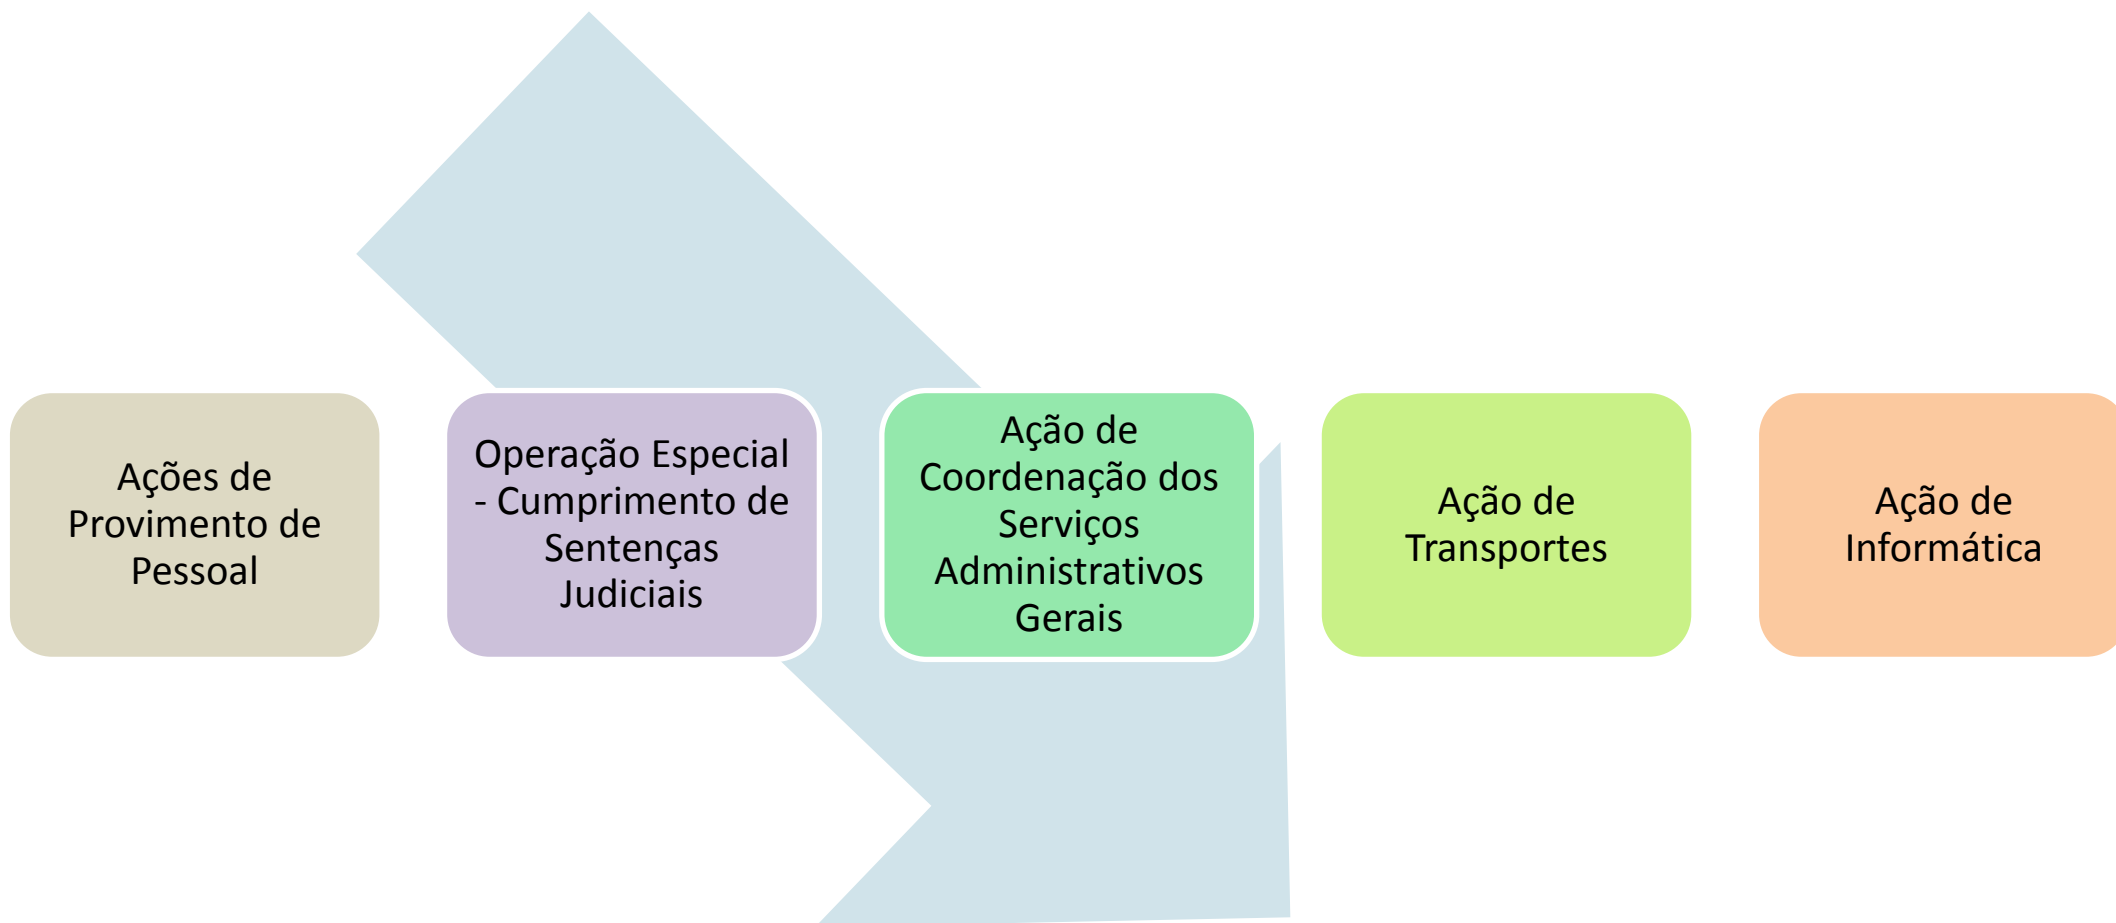 Ações de
Provimento de
Pessoal
Operação Especial
- Cumprimento de
Sentenças
Judiciais
Ação de
Coordenação dos
Serviços
Administrativos
Gerais
Ação de
Transportes
Ação de
Informática